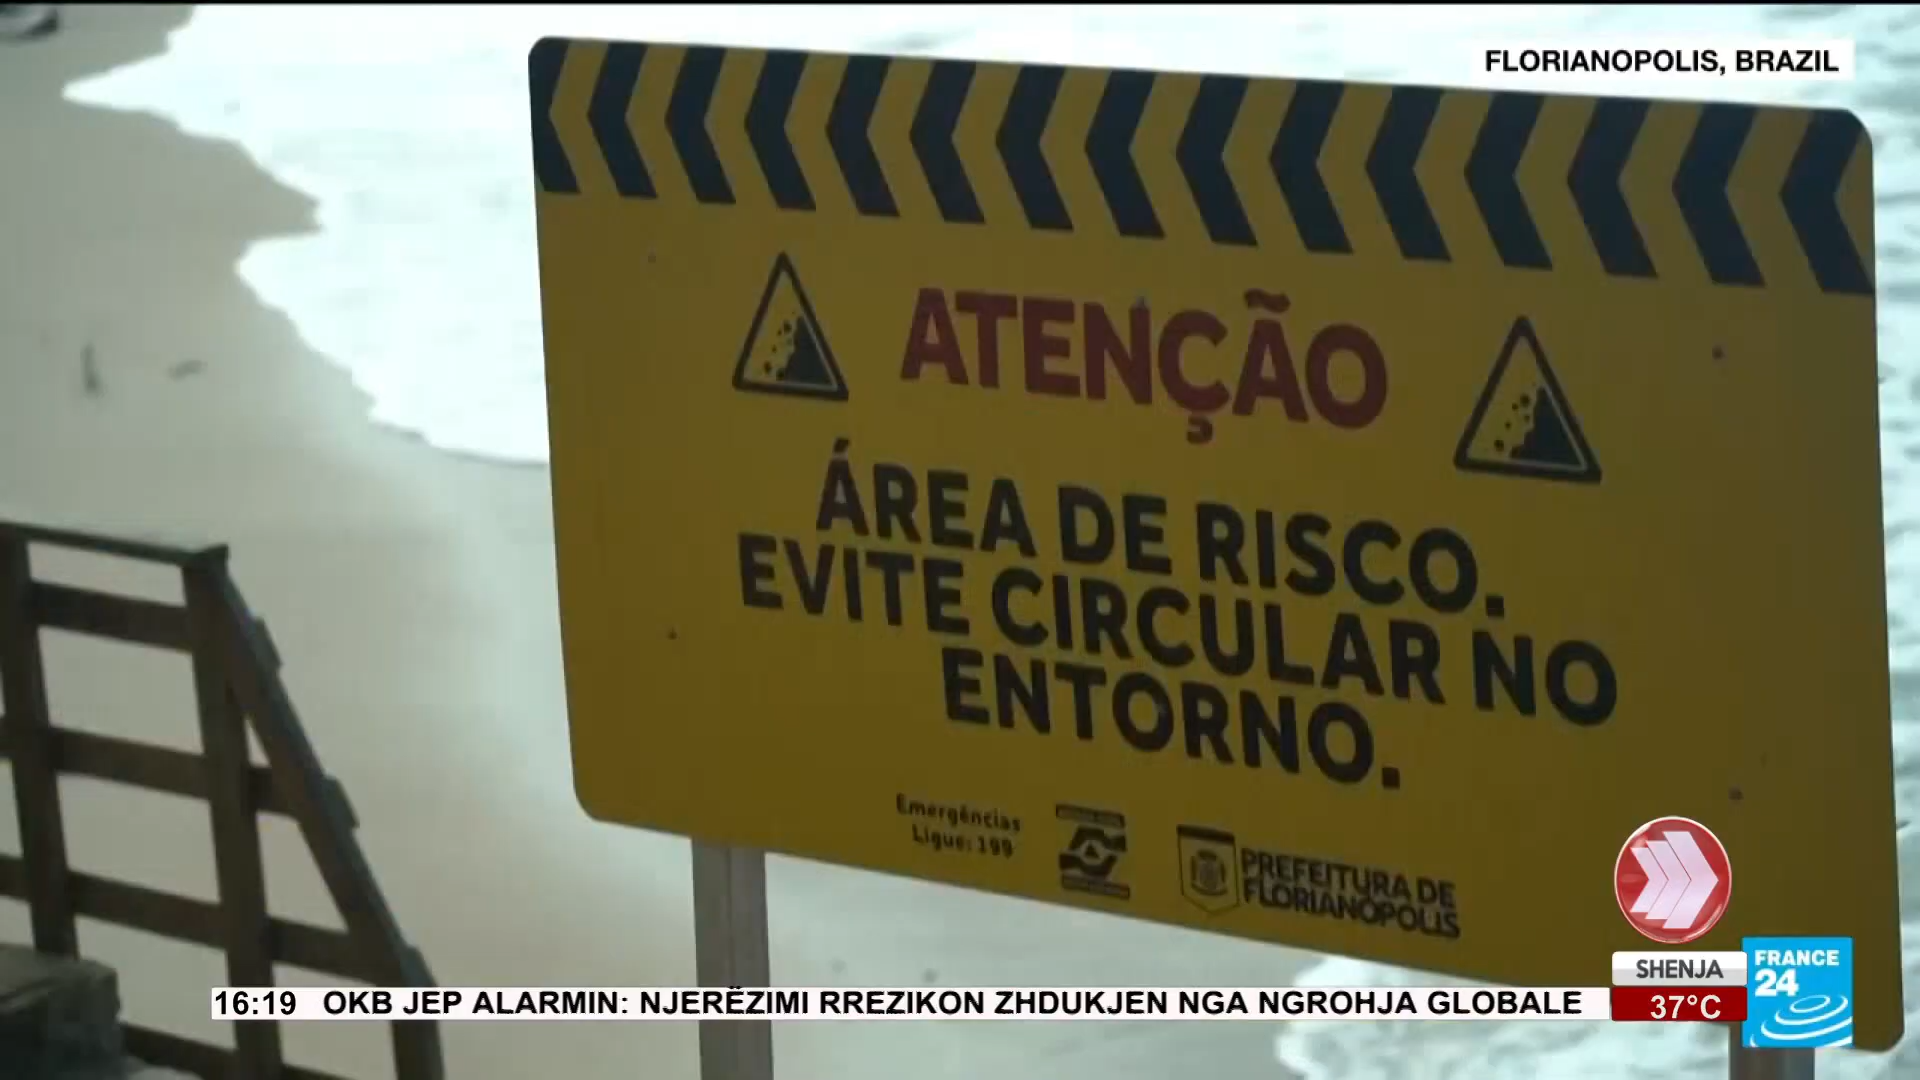 FLORIANOPOLIS, BRAZIL
ATENÇÃO
ÁREA DE RISCO.
EVITE CIRCULAR NO
ENTORNO.
Emergências
Ligue: 199
PREFEITURA DE
FLORIANÓPOLIS
SHENJA
37°C
FRANCE
24
16:19 OKB JEP ALARMIN: NJERËZIMI RREZIKON ZHDUKJEN NGA NGROHJA GLOBALE